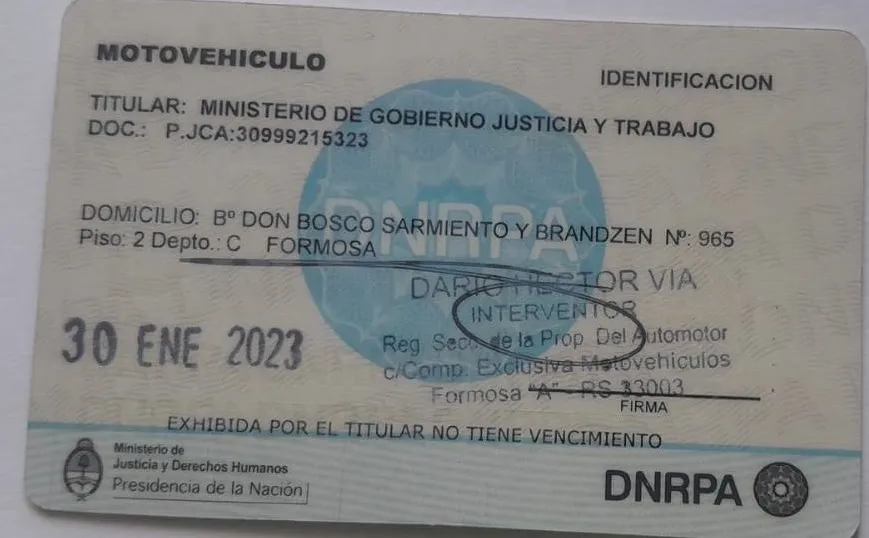 MOTOVEHICULO
IDENTIFICACION
TITULAR: MINISTERIO DE GOBIERNO JUSTICIA Y TRABAJO
DOC.: P.JCA:30999215323
DNRPA
DOMICILIO: Bº DON BOSCO SARMIENTO Y BRANDZEN Nº: 965
Piso: 2 Depto.: C FORMOSA
DARIO HECTOR VIA
INTERVENTOR
30 ENE 2023
Reg. Secc. de la Prop. Del Automotor
c/Comp. Exclusiva Motovehiculos
Formosa "A" - RS 33003
FIRMA
EXHIBIDA POR EL TITULAR NO TIENE VENCIMIENTO
Ministerio de
Justicia y Derechos Humanos
Presidencia de la Nación
DNRPA